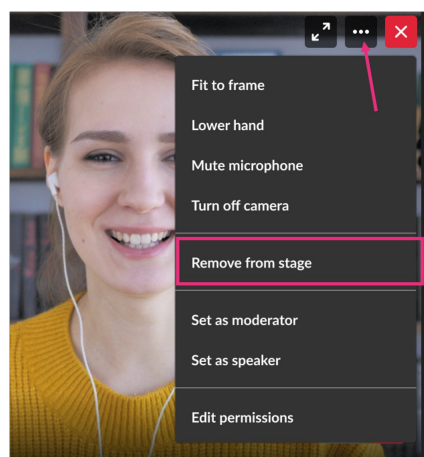 Fit to frame
Lower hand
Mute microphone
Turn off camera
Remove from stage
Set as moderator
Set as speaker
Edit permissions